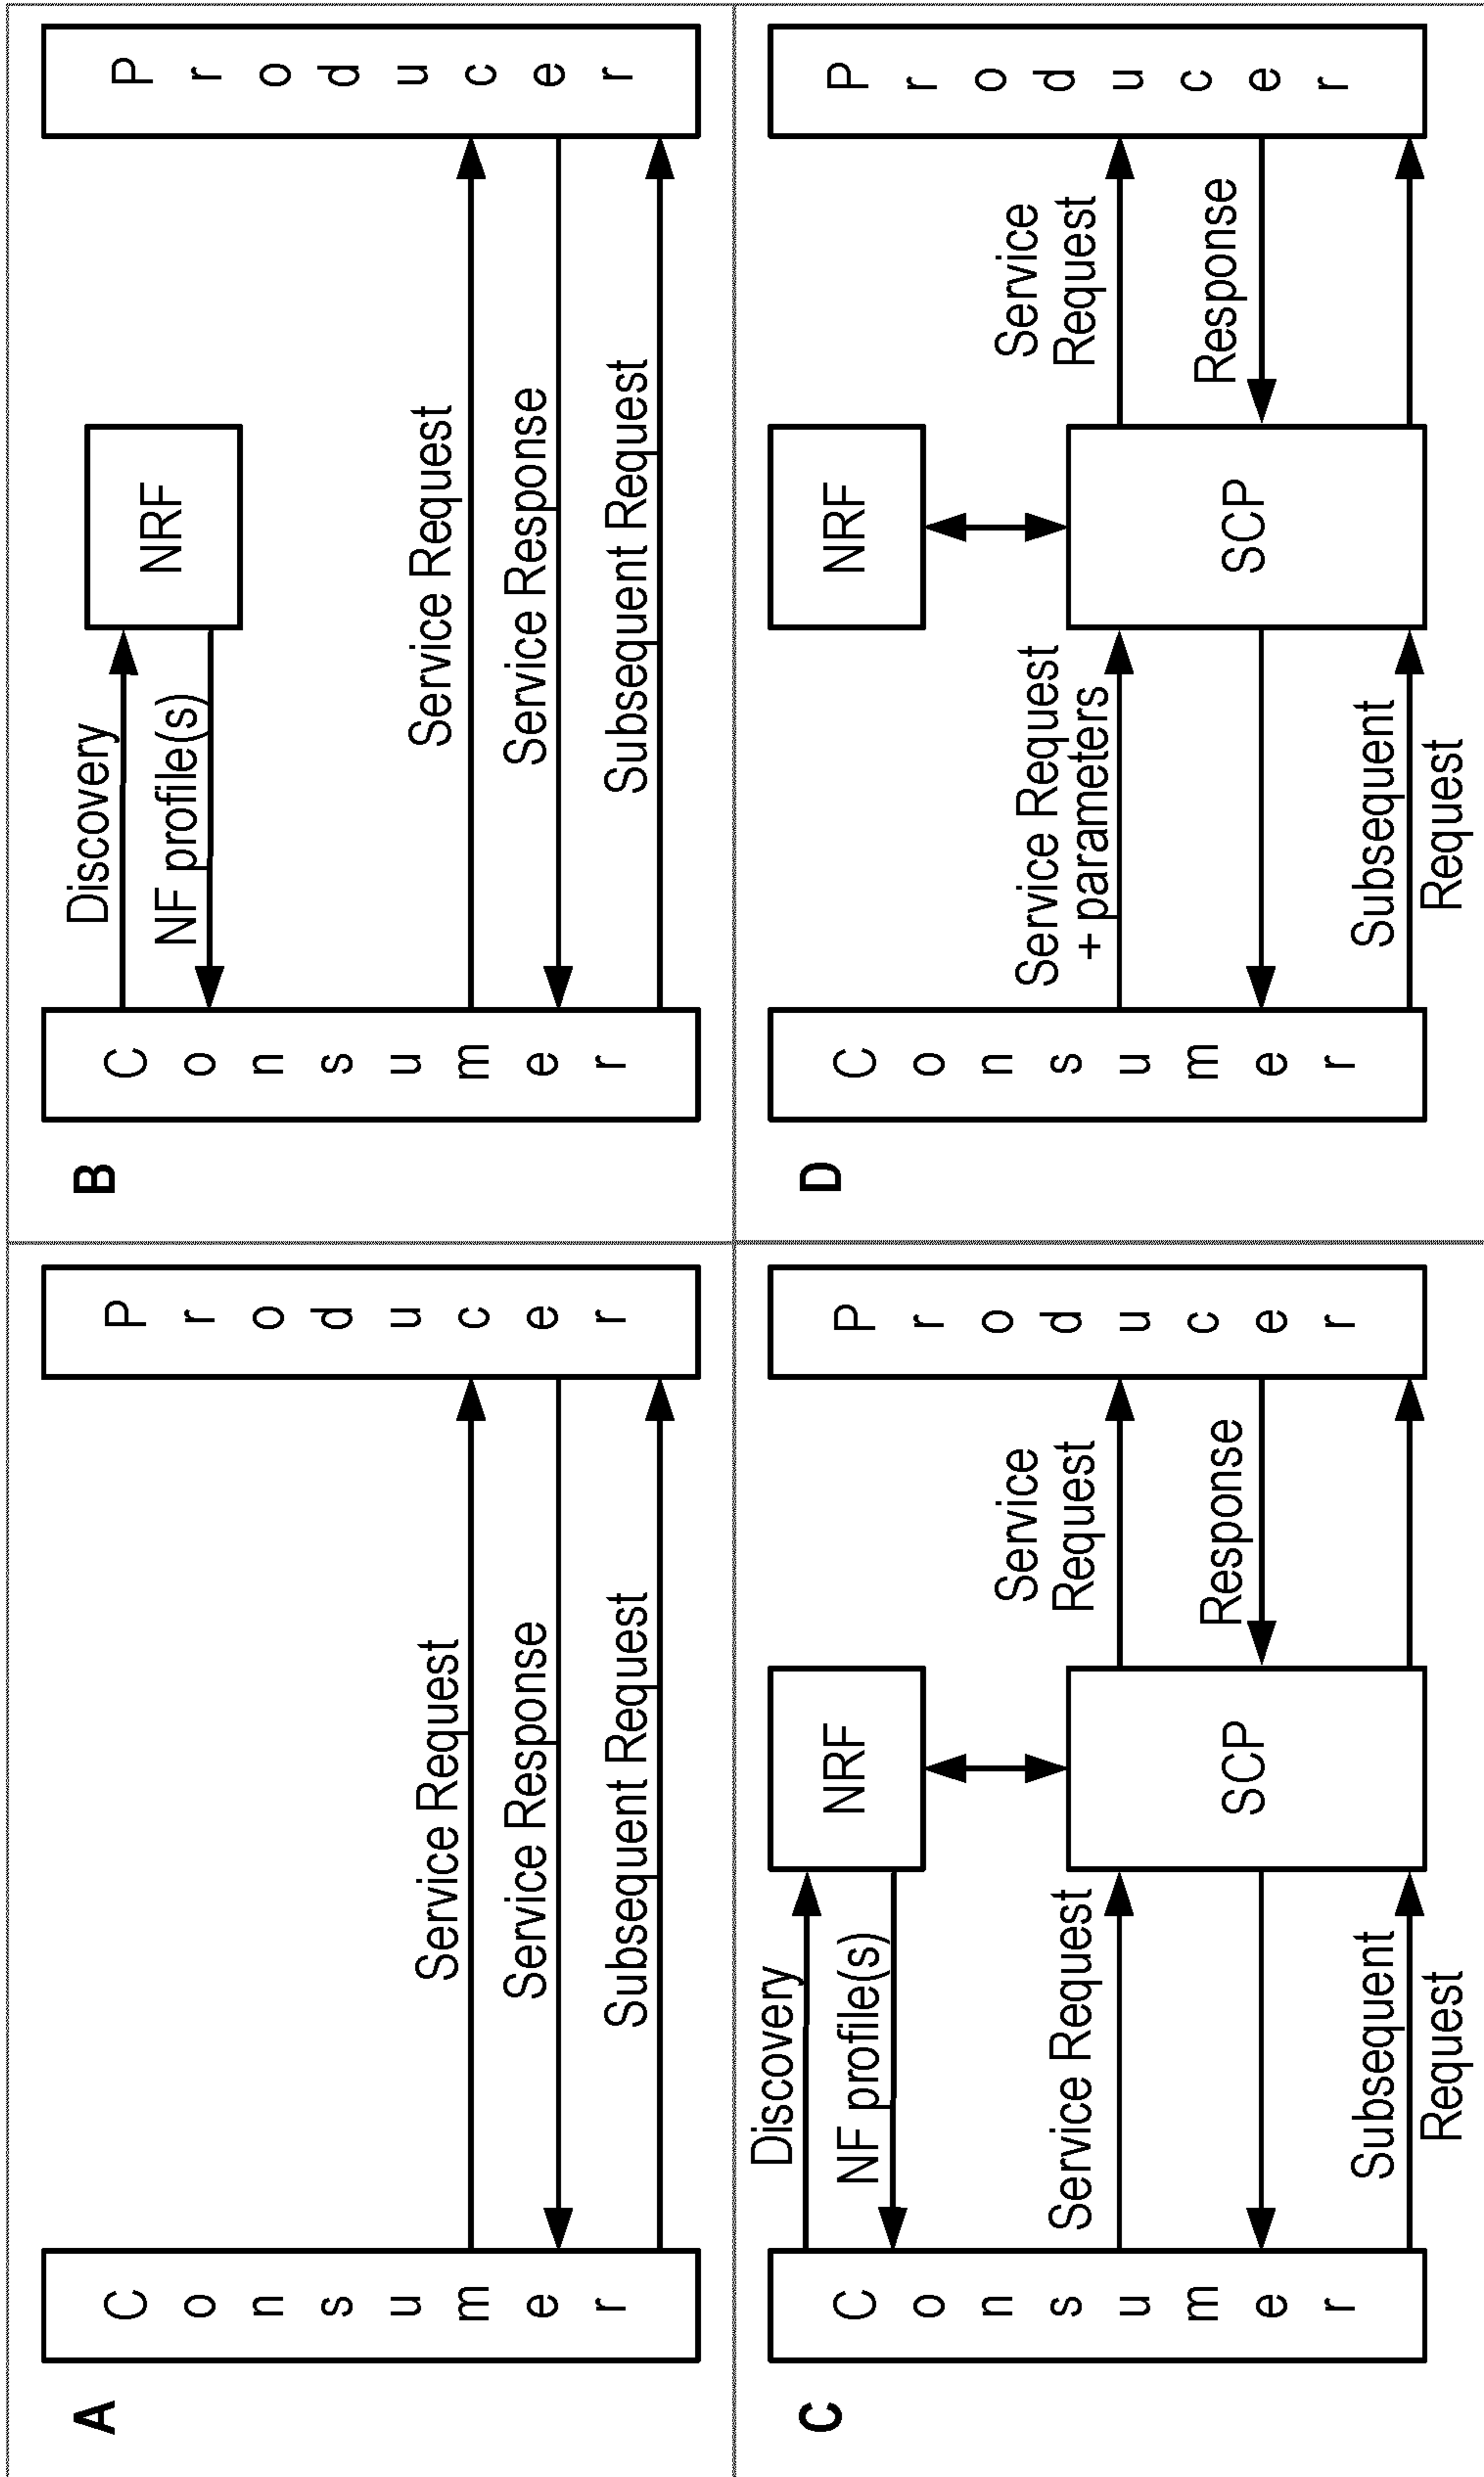 A
Consumer
Service Request
Service Response
Subsequent Request
Producer
B
Consumer
Discovery
NF profile(s)
NRF
Service Request
Service Response
Subsequent Request
Producer
C
Consumer
Discovery
NF profile(s)
NRF
Service Request
Subsequent
Request
SCP
Service
Request
Response
Producer
D
Consumer
NRF
Service Request
+ parameters
Subsequent
Request
SCP
Service
Request
Response
Producer